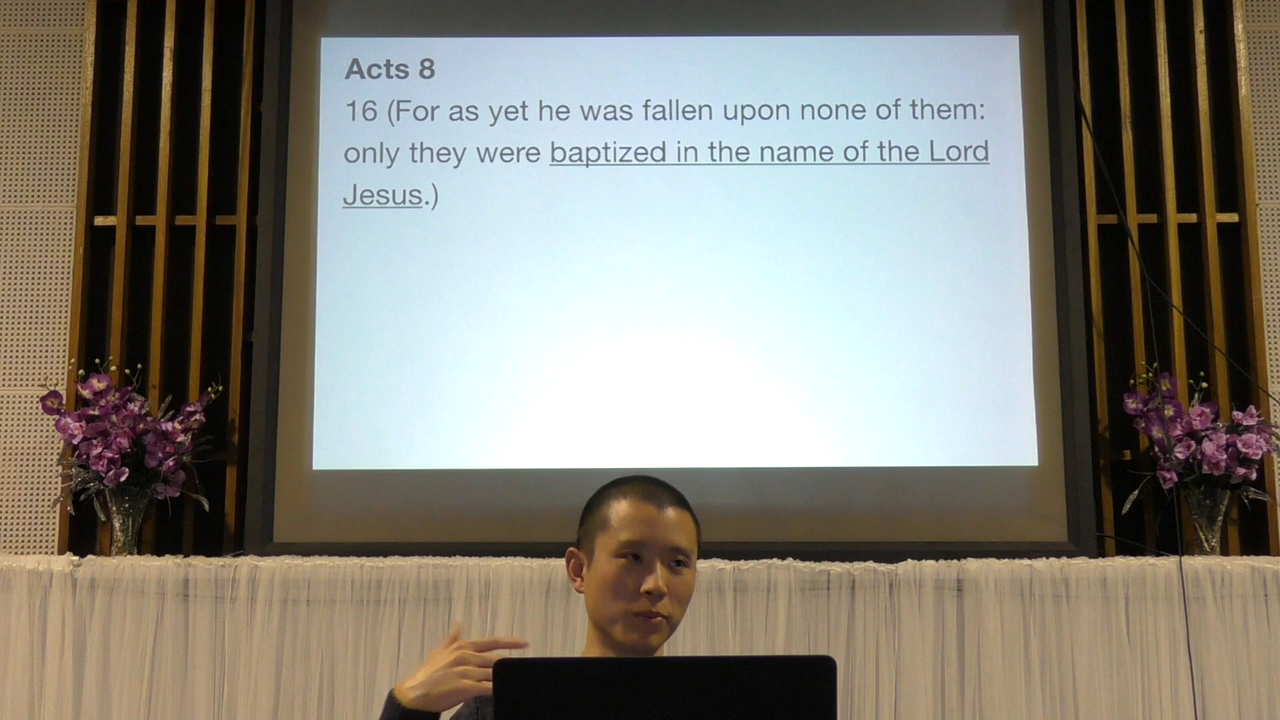 Acts 8
16 (For as yet he was fallen upon none of them:
only they were baptized in the name of the Lord
Jesus.)